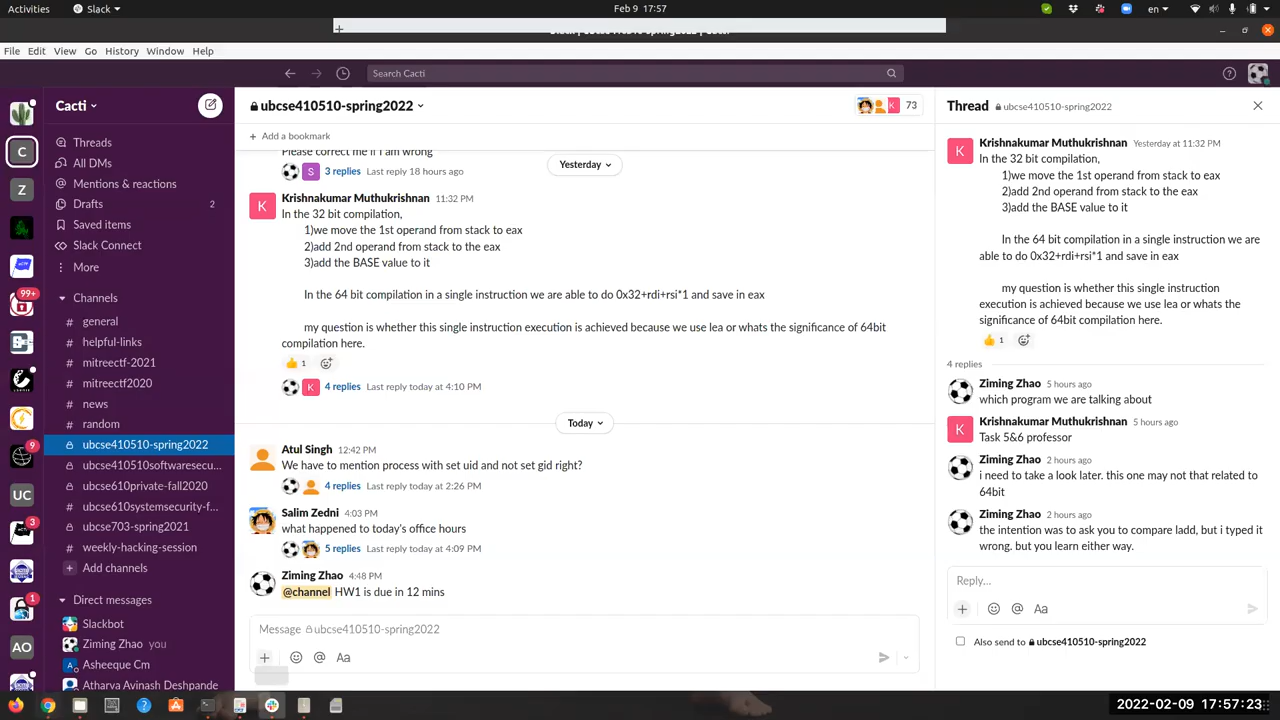 Activities
Slack
Feb 9 17:57
en
File Edit View Go History Window Help
Search Cacti
Cacti
ubcse410510-spring2022
73
Thread
ubcse410510-spring2022
C
Z
99+
9
UC
3
1
AO
Threads
All DMs
Mentions & reactions
Drafts 2
Saved items
Slack Connect
More
Channels
# general
# helpful-links
# mitreectf-2021
# mitreectf2020
# news
# random
ubcse410510-spring2022
ubcse410510softwaresecu...
ubcse610private-fall2020
ubcse610systemsecurity-f...
ubcse703-spring2021
# weekly-hacking-session
+ Add channels
Direct messages
Slackbot
Ziming Zhao you
Asheeque Cm
Atharva Avinash Deshpande
+ Add a bookmark
Please correct me if I am wrong
S 3 replies Last reply 18 hours ago
Yesterday
K
Krishnakumar Muthukrishnan 11:32 PM
In the 32 bit compilation,
1)we move the 1st operand from stack to eax
2)add 2nd operand from stack to the eax
3)add the BASE value to it
In the 64 bit compilation in a single instruction we are able to do 0x32+rdi+rsi*1 and save in eax
my question is whether this single instruction execution is achieved because we use lea or whats the significance of 64bit
compilation here.
1
K 4 replies Last reply today at 4:10 PM
Today
Atul Singh 12:42 PM
We have to mention process with set uid and not set gid right?
4 replies Last reply today at 2:26 PM
Salim Zedni 4:03 PM
what happened to today's office hours
5 replies Last reply today at 4:09 PM
Ziming Zhao 4:48 PM
@channel HW1 is due in 12 mins
Message ubcse410510-spring2022
Aa
K
Krishnakumar Muthukrishnan Yesterday at 11:32 PM
In the 32 bit compilation,
1)we move the 1st operand from stack to eax
2)add 2nd operand from stack to the eax
3)add the BASE value to it
In the 64 bit compilation in a single instruction we are
able to do 0x32+rdi+rsi*1 and save in eax
my question is whether this single instruction
execution is achieved because we use lea or whats the
significance of 64bit compilation here.
1
4 replies
Ziming Zhao 5 hours ago
which program we are talking about
K
Krishnakumar Muthukrishnan 5 hours ago
Task 5&6 professor
Ziming Zhao 2 hours ago
i need to take a look later. this one may not that related to
64bit
Ziming Zhao 2 hours ago
the intention was to ask you to compare ladd, but i typed it
wrong. but you learn either way.
Reply...
Aa
Also send to ubcse410510-spring2022
2022-02-09 17:57:23